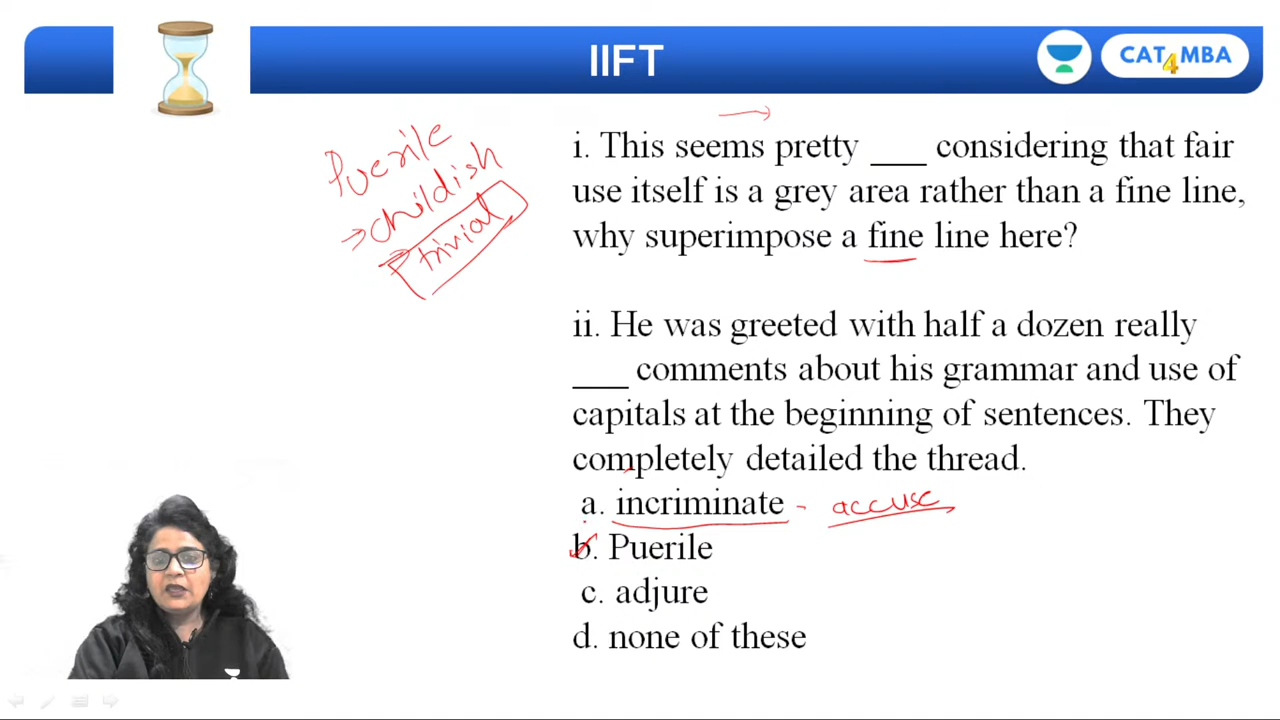 IIFT
CAT4MBA
Puerile
→ childish
trivial
i. This seems pretty ___ considering that fair
use itself is a grey area rather than a fine line,
why superimpose a fine line here?
ii. He was greeted with half a dozen really
___ comments about his grammar and use of
capitals at the beginning of sentences. They
completely detailed the thread.
a. incriminate - accuse
b. Puerile
c. adjure
d. none of these